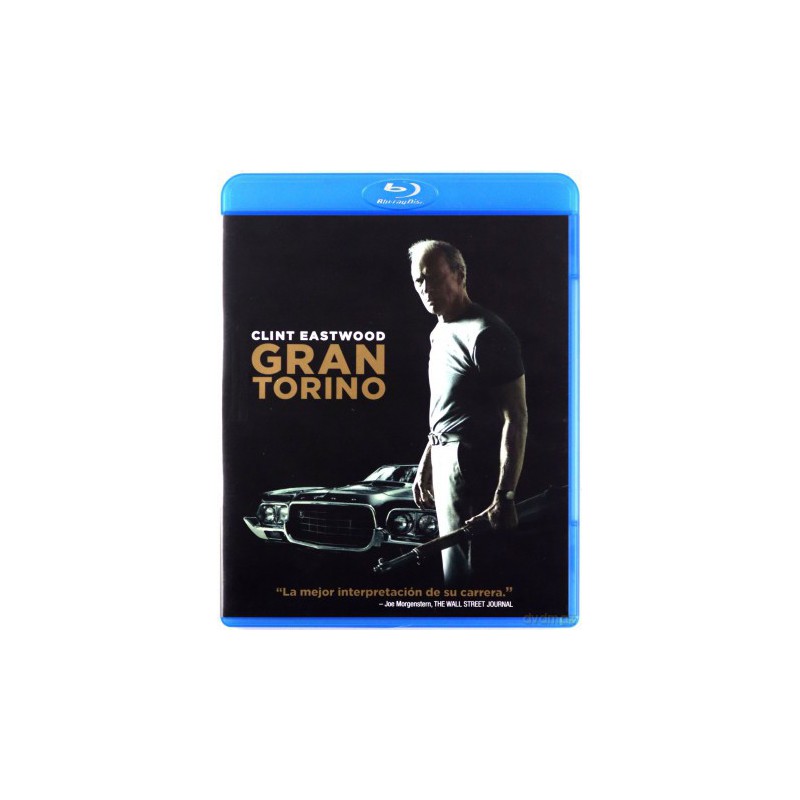 Blu-ray Disc
CLINT EASTWOOD
GRAN
TORINO
“La mejor interpretación de su carrera.”
– Joe Morgenstern, THE WALL STREET JOURNAL